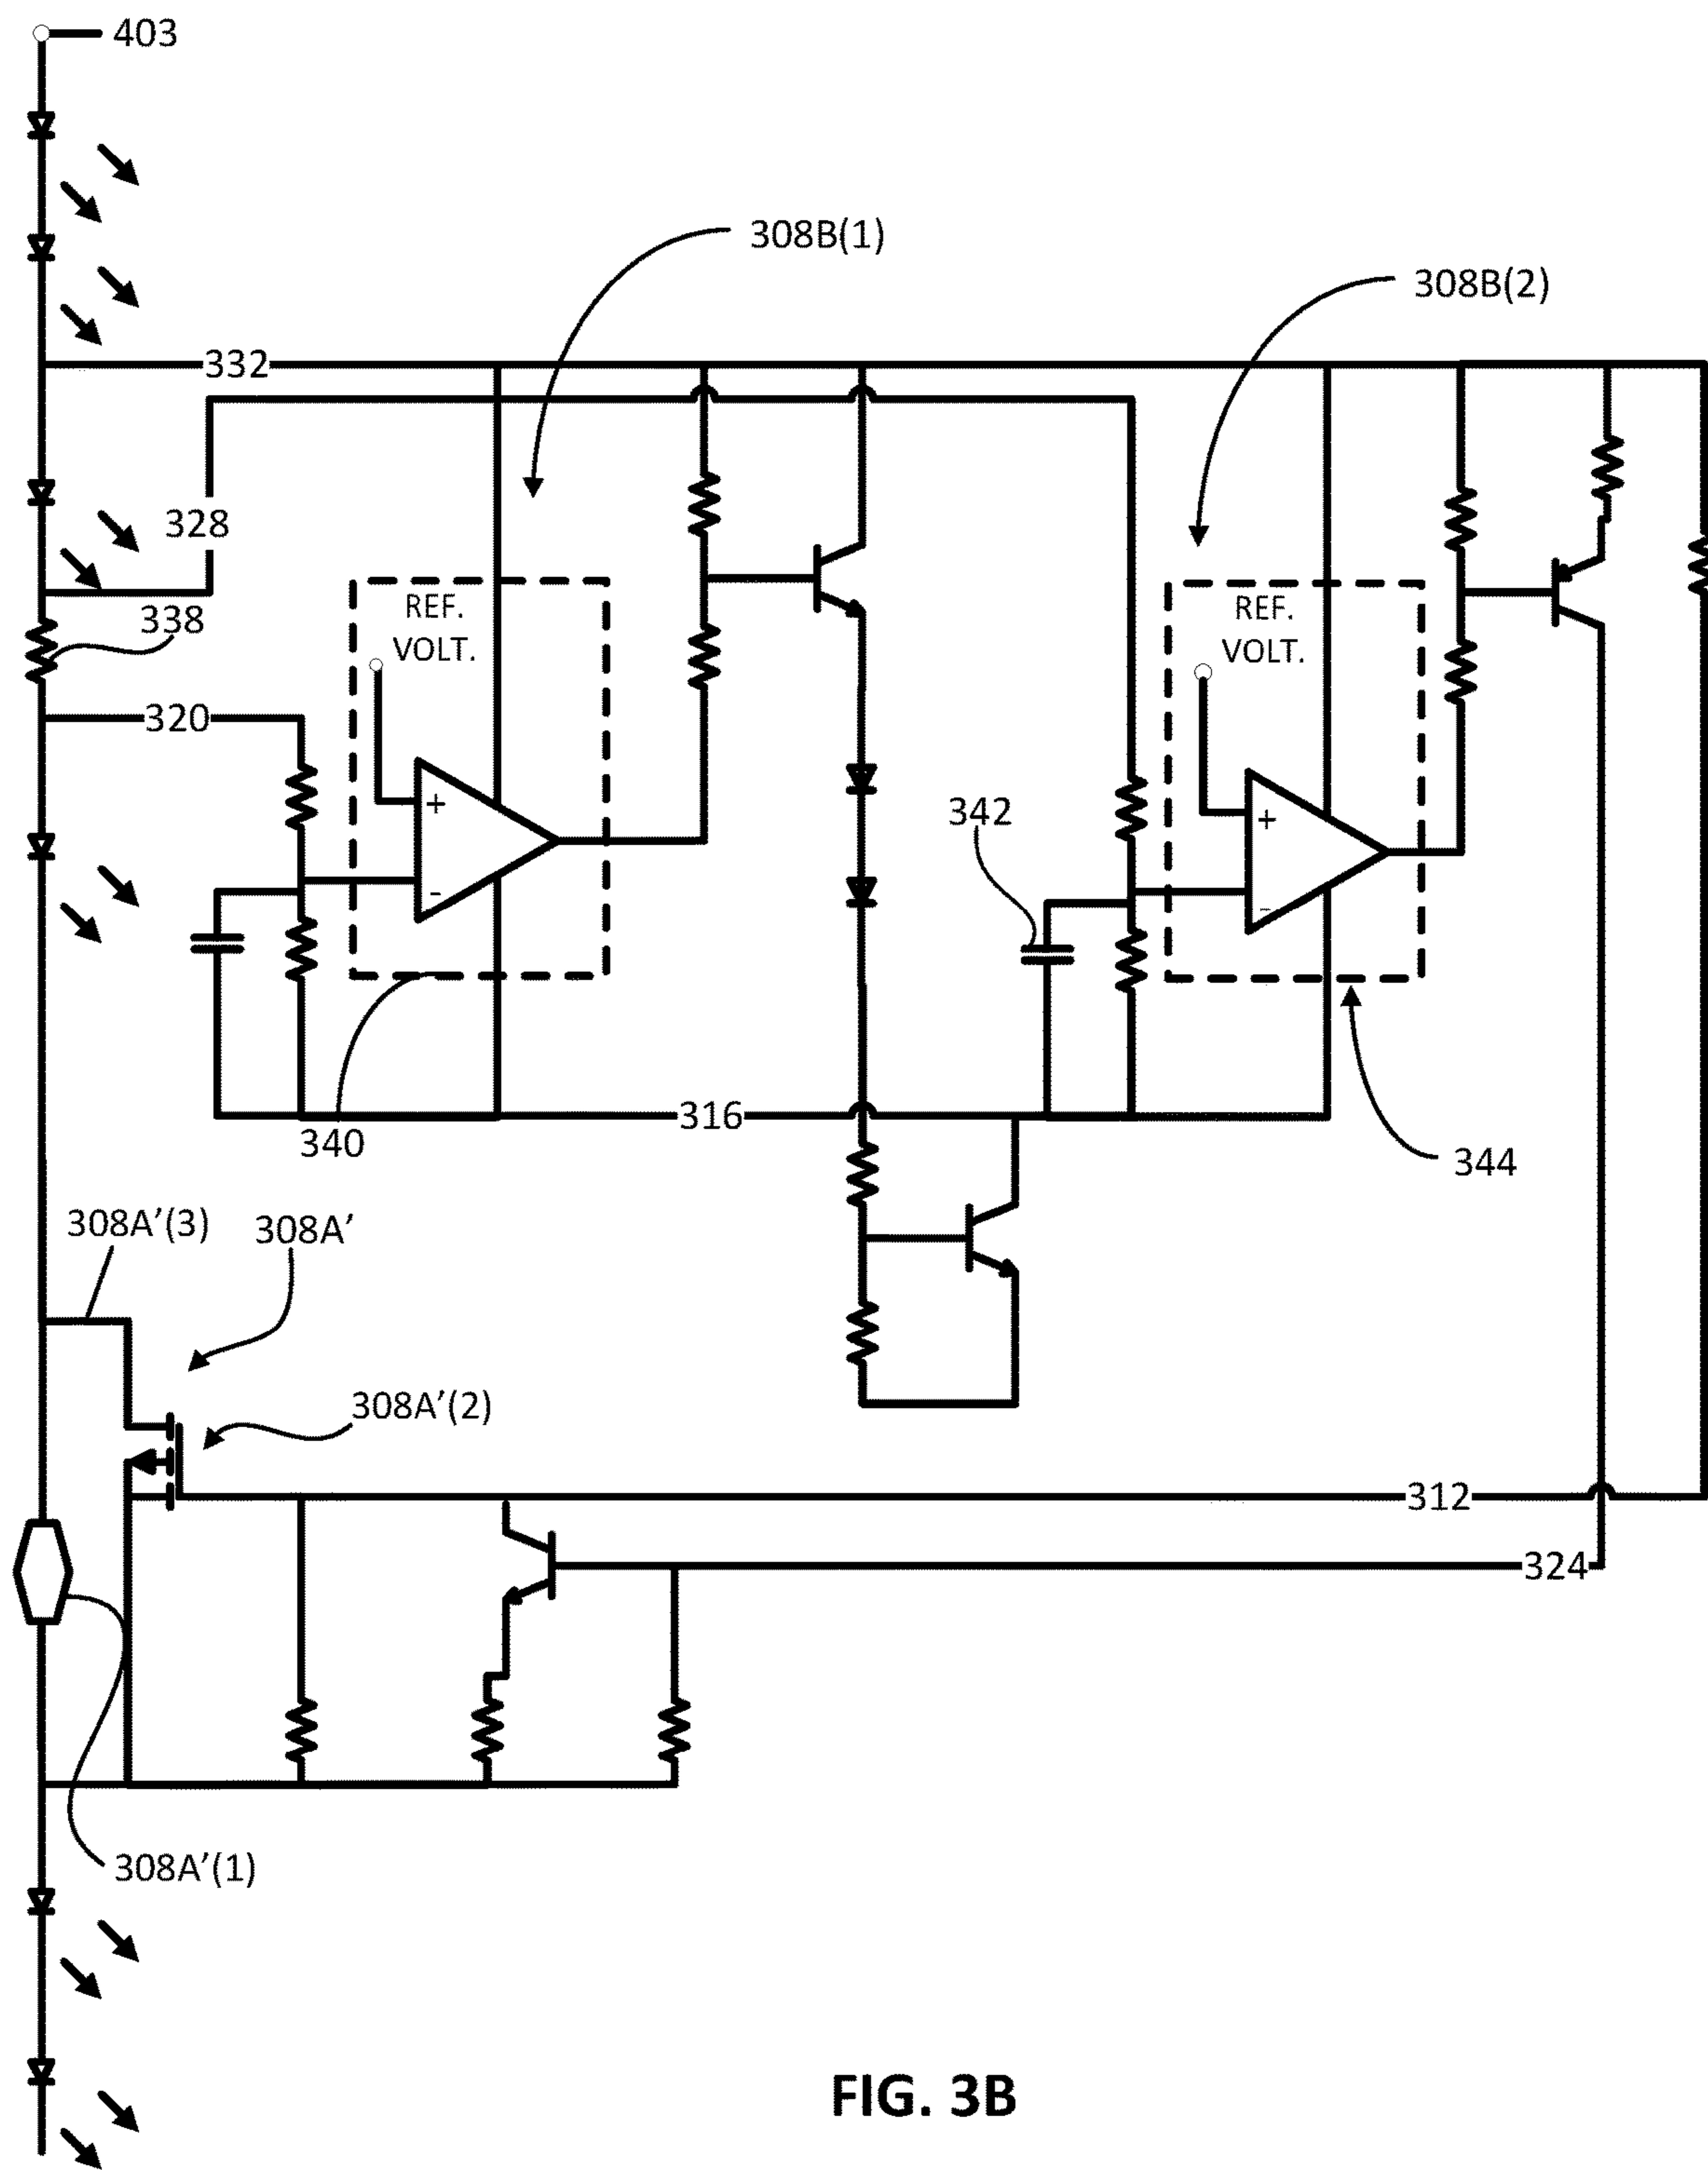 403
308B(1)
308B(2)
332
328
REF.
VOLT.
REF.
VOLT.
338
320
+
-
342
+
-
316
340
344
308A'(3)
308A'
308A'(2)
312
324
308A'(1)
FIG. 3B